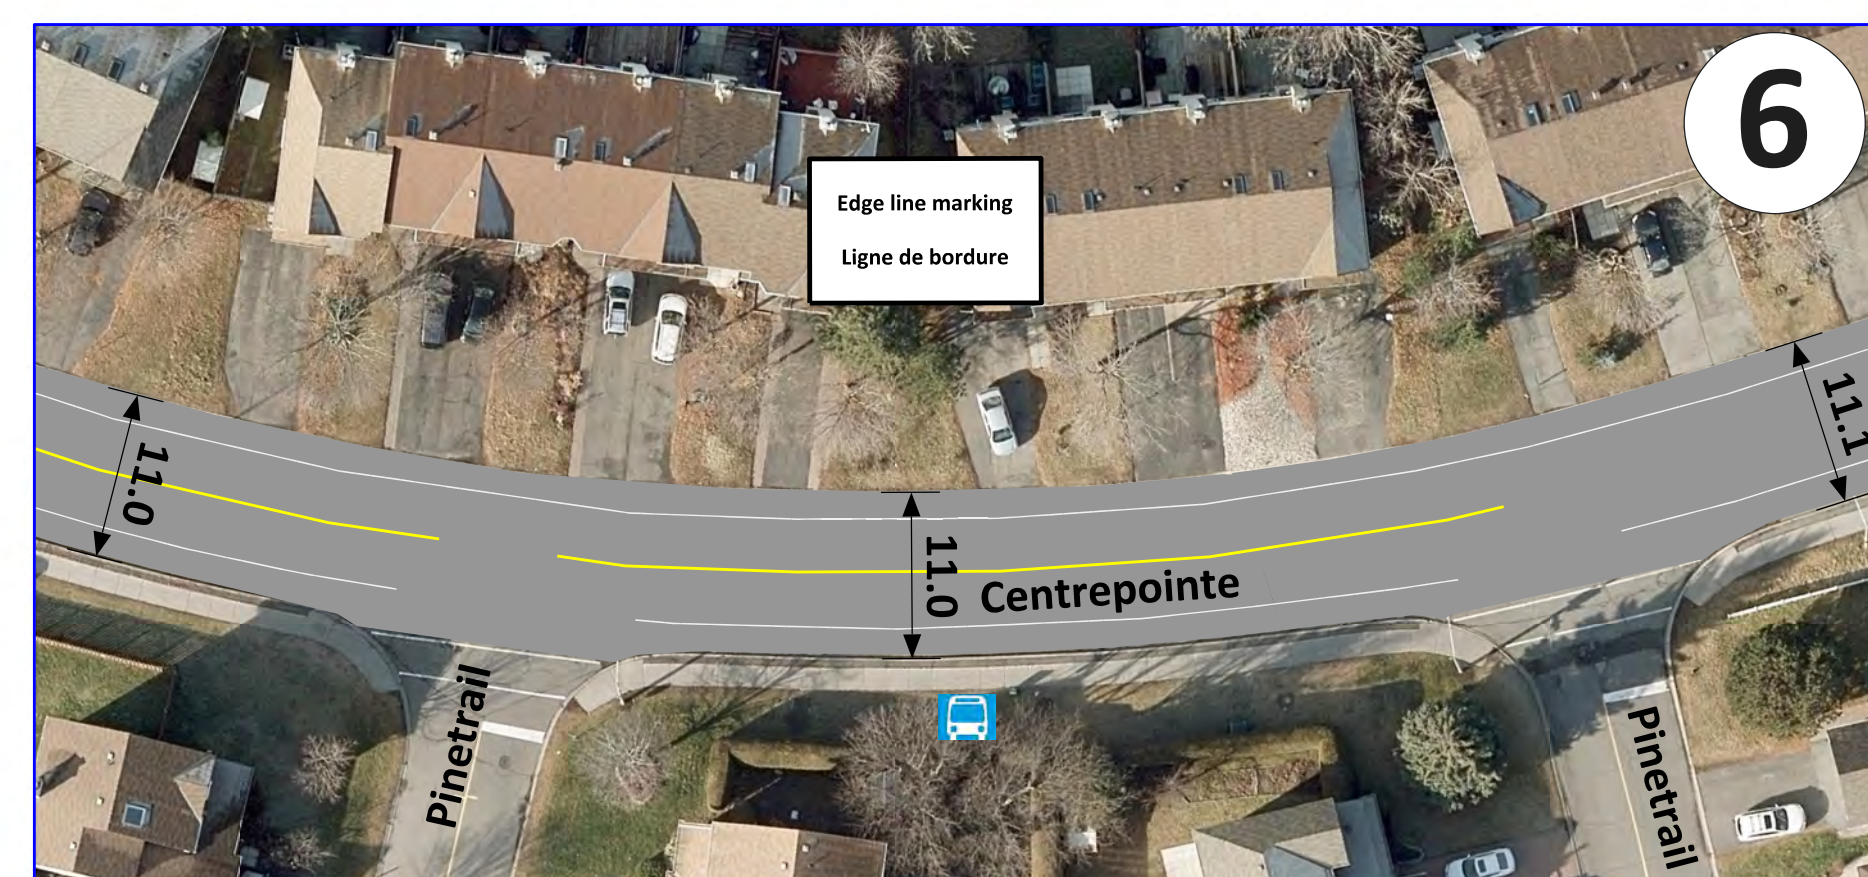 6
Edge line marking
Ligne de bordure
11.0
11.0
11.1
Centrepointe
Pinetrail
Pinetrail